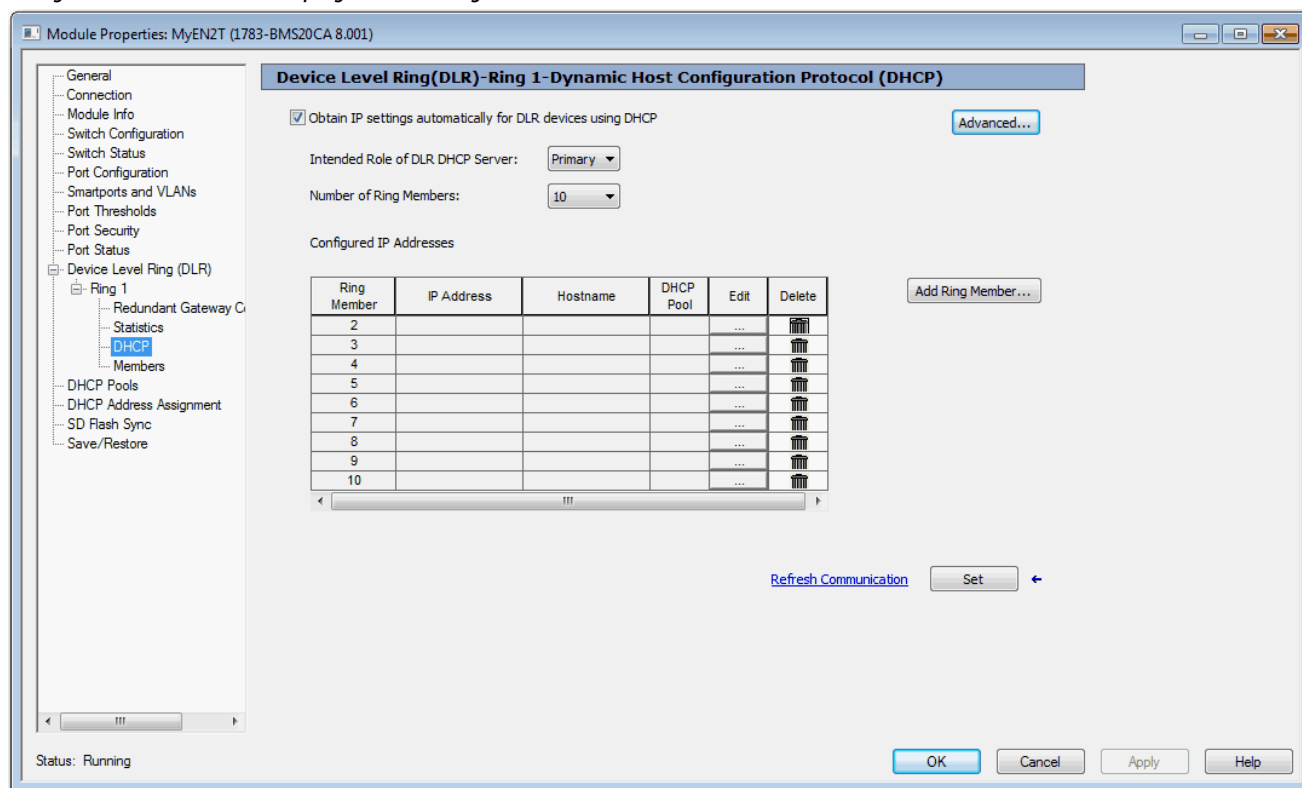 Module Properties: MyEN2T (1783-BMS20CA 8.001)
General
Connection
Module Info
Switch Configuration
Switch Status
Port Configuration
Smartports and VLANs
Port Thresholds
Port Security
Port Status
Device Level Ring (DLR)
Ring 1
Redundant Gateway
Statistics
DHCP
Members
DHCP Pools
DHCP Address Assignment
SD Flash Sync
Save/Restore
Device Level Ring(DLR)-Ring 1-Dynamic Host Configuration Protocol (DHCP)
Obtain IP settings automatically for DLR devices using DHCP
Advanced...
Intended Role of DLR DHCP Server: Primary
Number of Ring Members: 10
Configured IP Addresses
Ring Member IP Address Hostname DHCP Pool Edit Delete
2 ...
3 ...
4 ...
5 ...
6 ...
7 ...
8 ...
9 ...
10 ...
Add Ring Member...
Refresh Communication Set
Status: Running
OK Cancel Apply Help